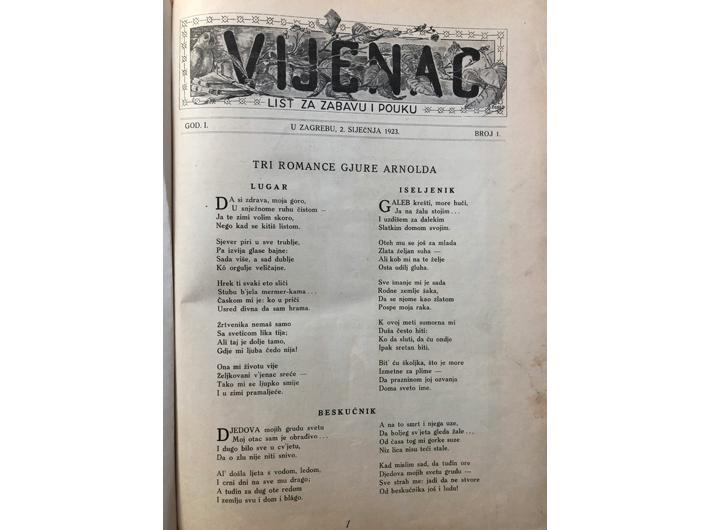 VIJENAC
LIST ZA ZABAVU I POUKU
GOD. I. U ZAGREBU, 2. SIJEČNJA 1923. BROJ 1.
TRI ROMANCE GJURE ARNOLDA
LUGAR
DA si zdrava, moja goro,
U snježnome ruhu čistom —
Ja te zimi volim skoro,
Nego kad se kitiš listom.
Sjever piri u sve trublje,
Pa izvija glase bajne:
Sada više, a sad dublje
Kô orgulje veličajne.
Hrek ti svaki eto sliči
Stubu b'jela mermer-kama...
Časkom mi je: ko u priči
Usred divna da sam hrama.
Žrtvenika nemaš samo
Sa sveticom lika tija;
Ali taj je dolje tamo,
Gdje mi ljuba čedo nija!
Ona mi životu vije
Željkovani v'jenac sreće —
Tako mi se ljupko smije
I u zimi pramaljeće.
ISELJENIK
GALEB krešti, more huči,
Ja na žalu stojim...
I uzdišem za dalekim
Slatkim domom svojim.
Oteh mu se još za mlada
Zlata željan suha —
Ali kob mi na te želje
Osta udilj gluha.
Sve imanje mi je sada
Rodne zemlje šaka,
Da se njome kao zlatom
Pospe moja raka.
K ovoj meti sumorna mi
Duša često hiti:
Ko da sluti, da ću ondje
Ipak sretan biti.
Bit' ću školjka, što je more
Izmetne za plime —
Da prazninom joj ozvanja
Doma sveto ime.
BESKUĆNIK
DJEDOVA mojih grudu svetu
Moj otac sam je obradivo...
I dugo bilo sve u cv'jetu,
Da o zlu nije niti snivo.
Al' došla ljeta s vodom, ledom,
I crni dni na sve mu drago;
A tuđin za dug ote redom
I zemlju svu i dom i blâgo.
A na to smrt i njega uze,
Da boljeg sv'jeta gleda žale...
Od časa tog mi gorke suze
Niz lica nisu teći stale.
Kad mislim sad, da tuđin ore
Djedova mojih svetu grudu —
Sve strah me: jadi da ne stvore
Od beskućnika još i ludu!
1